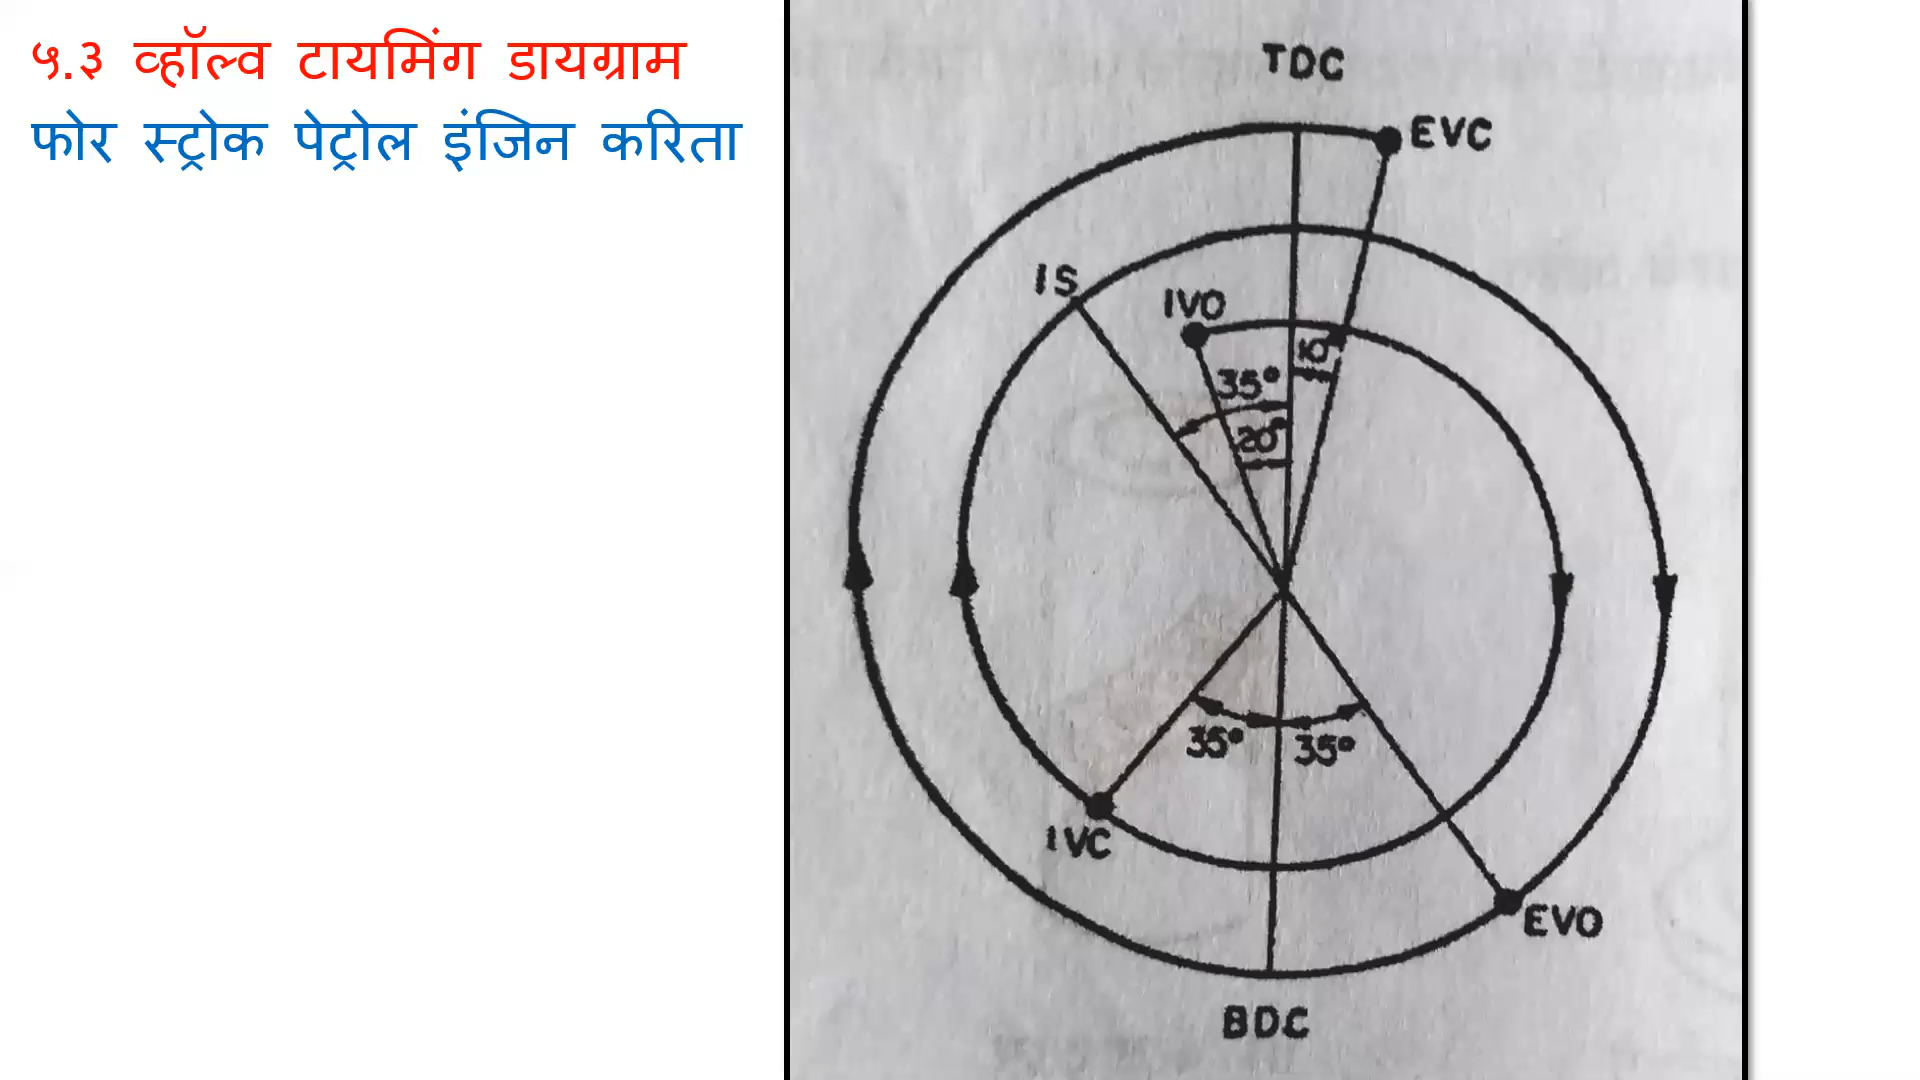 ५.३ व्हॉल्व टायमिंग डायग्राम
फोर स्ट्रोक पेट्रोल इंजिन करिता
TDC
EVC
IS
IVO
10°
35°
20°
35° 35°
IVC
EVO
BDC